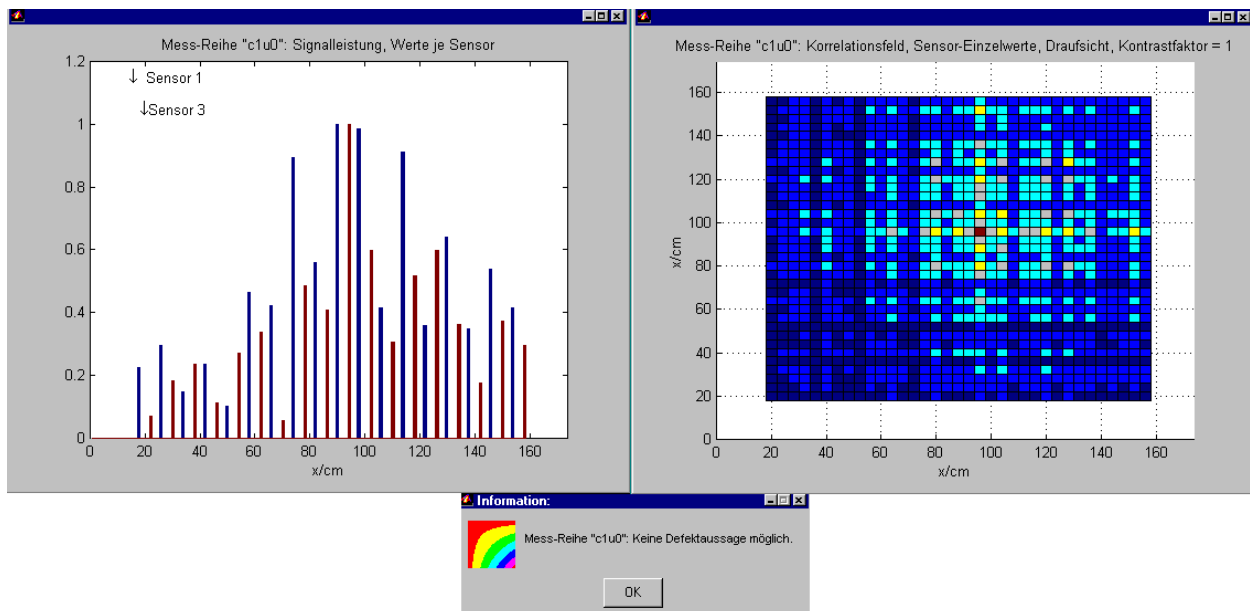 Mess-Reihe "c1u0": Signalleistung, Werte je Sensor
1.2
↓ Sensor 1
↓Sensor 3
1
0.8
0.6
0.4
0.2
0
0 20 40 60 80 100 120 140 160
x/cm
Mess-Reihe "c1u0": Korrelationsfeld, Sensor-Einzelwerte, Draufsicht, Kontrastfaktor = 1
160
140
120
100
x/cm
80
60
40
20
0
0 20 40 60 80 100 120 140 160
x/cm
Information:
Mess-Reihe "c1u0": Keine Defektaussage möglich.
OK